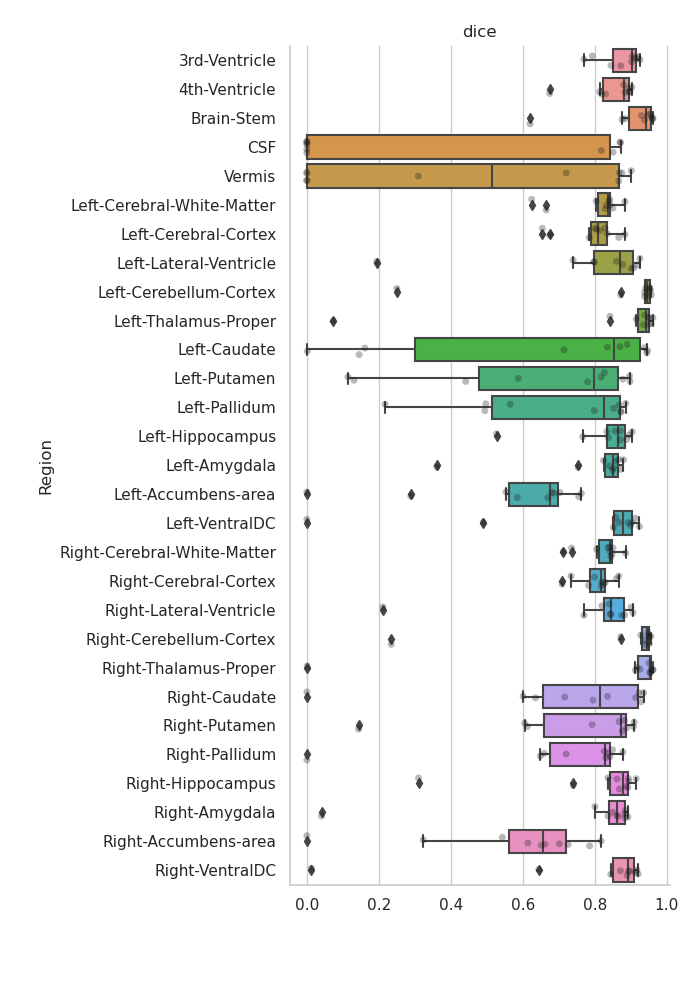 dice
3rd-Ventricle
4th-Ventricle
Brain-Stem
CSF
Vermis
Left-Cerebral-White-Matter
Left-Cerebral-Cortex
Left-Lateral-Ventricle
Left-Cerebellum-Cortex
Left-Thalamus-Proper
Left-Caudate
Left-Putamen
Left-Pallidum
Left-Hippocampus
Left-Amygdala
Left-Accumbens-area
Left-VentralDC
Right-Cerebral-White-Matter
Right-Cerebral-Cortex
Right-Lateral-Ventricle
Right-Cerebellum-Cortex
Right-Thalamus-Proper
Right-Caudate
Right-Putamen
Right-Pallidum
Right-Hippocampus
Right-Amygdala
Right-Accumbens-area
Right-VentralDC
Region
0.0 0.2 0.4 0.6 0.8 1.0